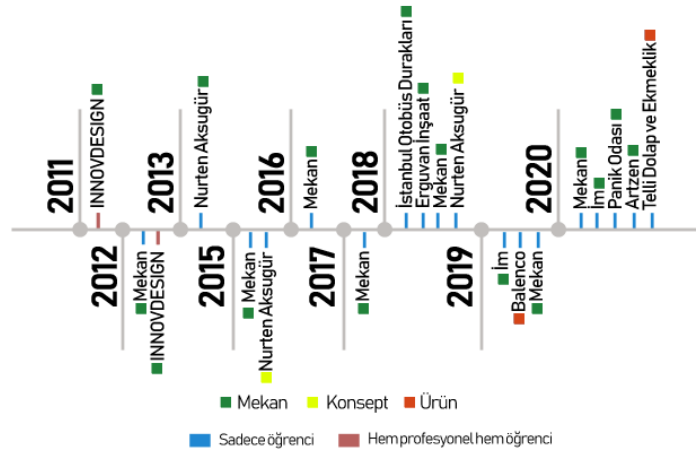 2011
INNOVDESIGN
2012
Mekan
INNOVDESIGN
2013
Nurten Aksugür
2015
Mekan
Nurten Aksugür
2016
Mekan
2017
Mekan
2018
İstanbul Otobüs Durakları
Erguvan İnşaat
Mekan
Nurten Aksugür
2019
İm
Balenco
Mekan
2020
Mekan
İm
Panik Odası
Artzen
Telli Dolap ve Ekmeklik
Mekan Konsept Ürün
Sadece öğrenci Hem profesyonel hem öğrenci